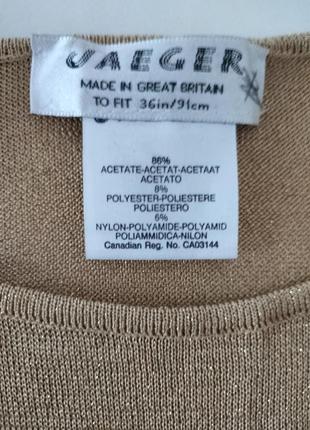 JAEGER
MADE IN GREAT BRITAIN
TO FIT 36in/91cm
86%
ACETATE-ACETAT-ACETAAT
ACETATO
8%
POLYESTER-POLIESTERE
POLIESTERO
6%
NYLON-POLYAMIDE-POLYAMID
POLIAMMIDICA-NILON
Canadian Reg. No. CA03144